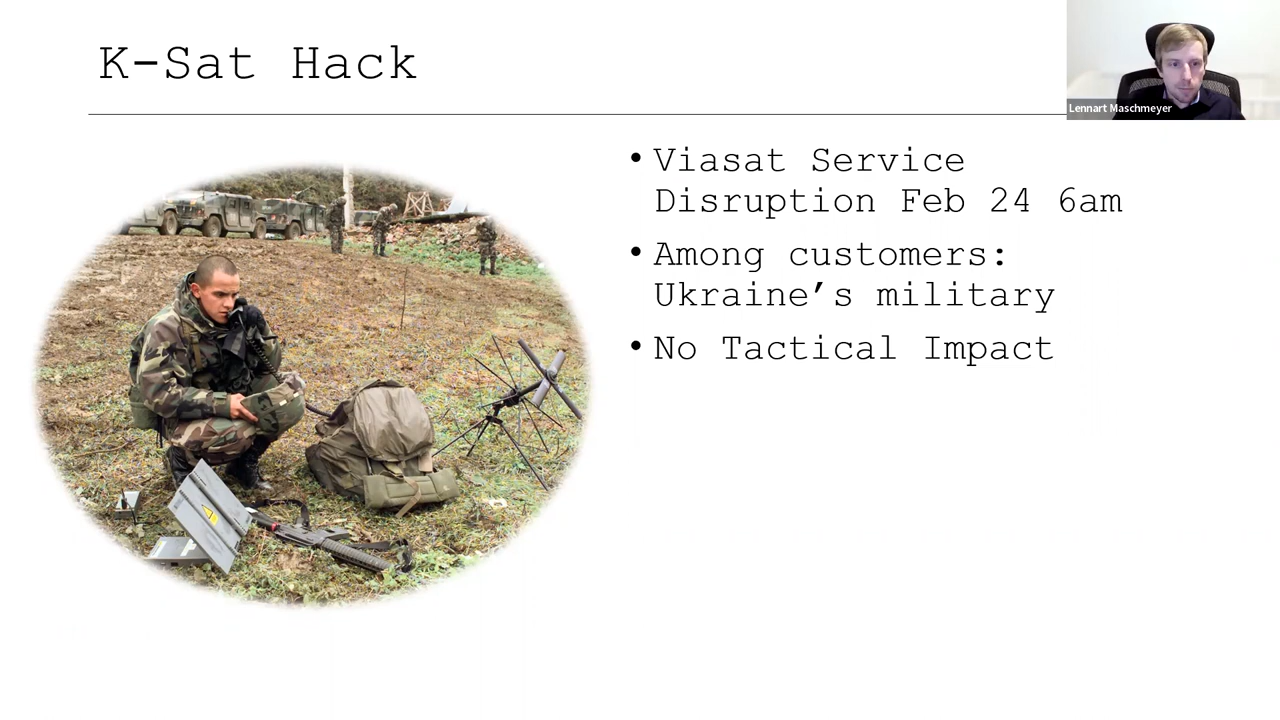 K-Sat Hack
Lennart Maschmeyer
• Viasat Service
Disruption Feb 24 6am
• Among customers:
Ukraine’s military
• No Tactical Impact